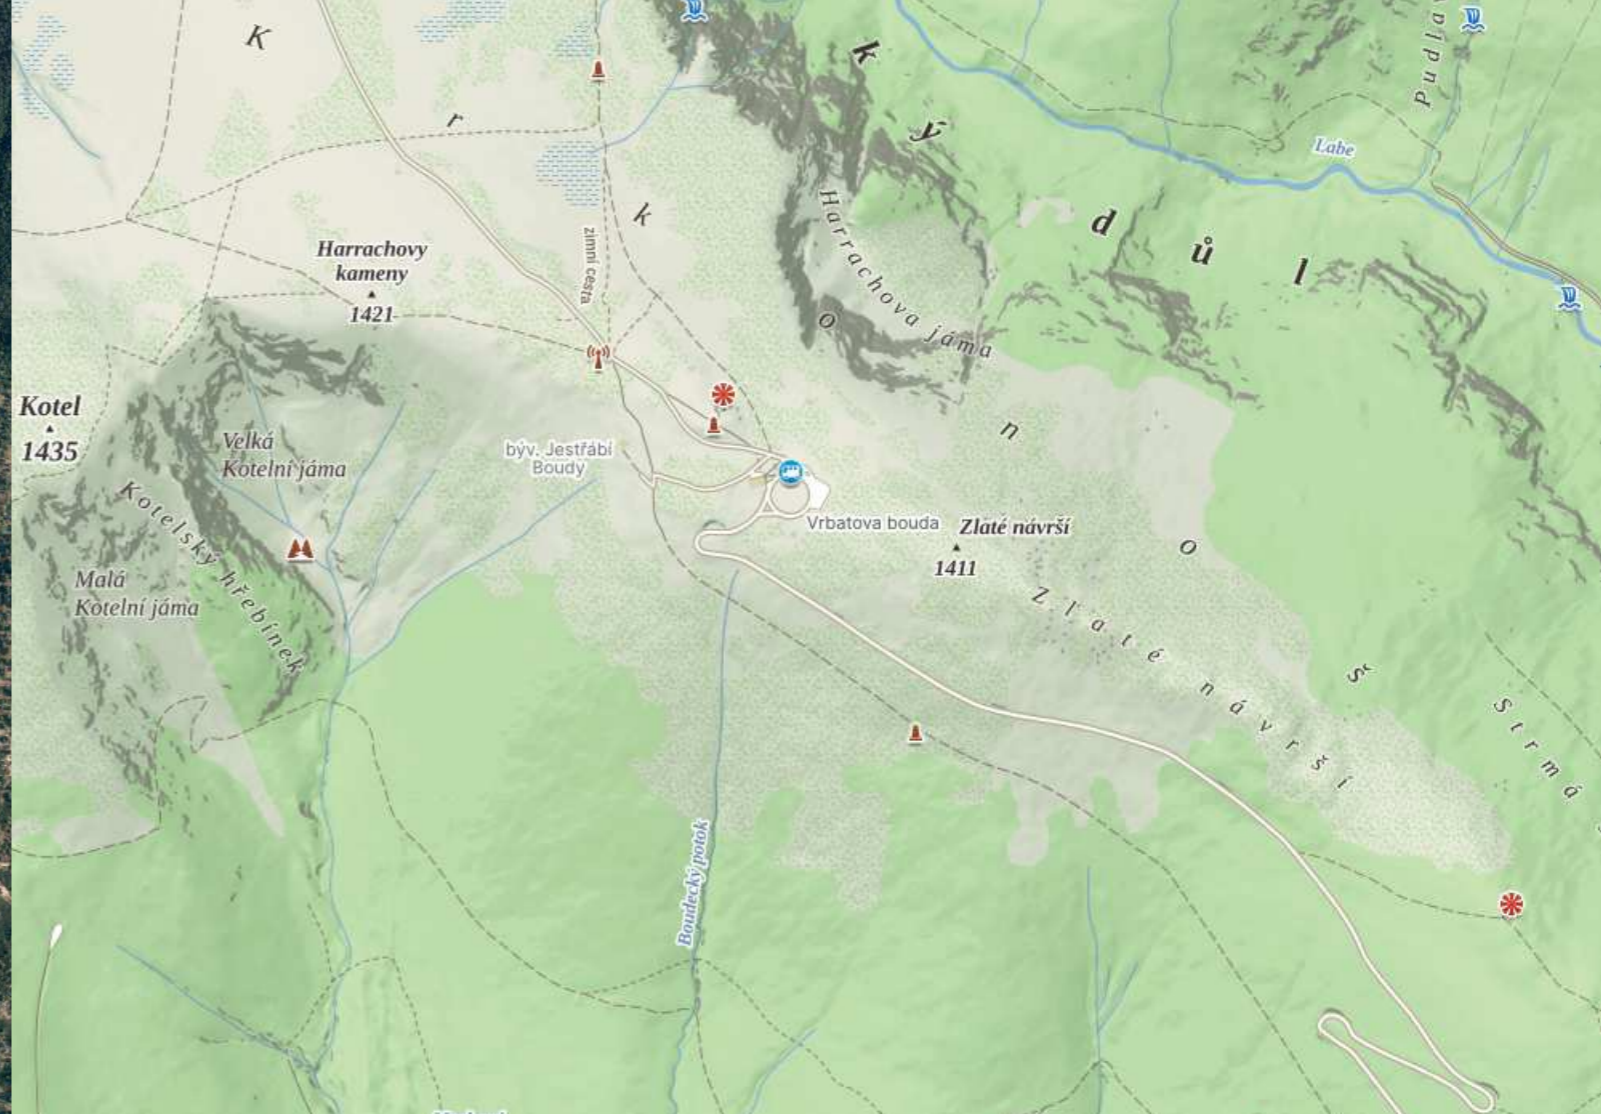 K
k
Pudlav
r
ý
Labe
k
zimní cesta
Harrachova jáma
d
ů
l
Harrachovy
kameny
1421
o
Kotel
1435
Velká
Kotelní jáma
býv. Jestřábí
Boudy
n
Kotelský hřebínek
Vrbatova bouda
Zlaté návrší
1411
o
Malá
Kotelní jáma
Zlaté návrší
š
Strmá
Boudecký potok